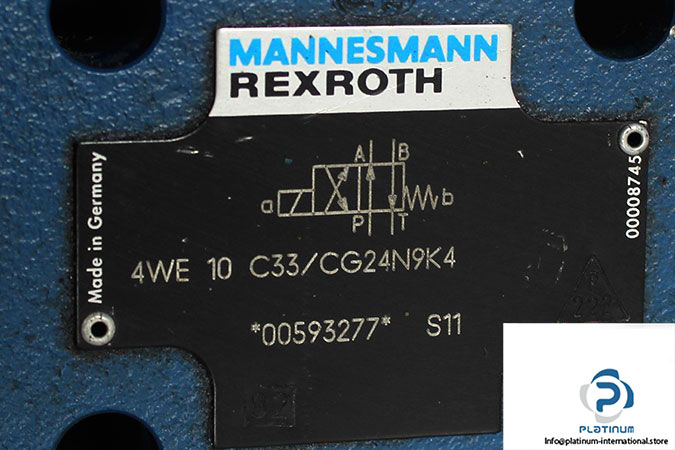 MANNESMANN
REXROTH
Made in Germany
00008745
A B
a b
P T
4WE 10 C33/CG24N9K4
*00593277* S11
P
PLATINUM
Info@platinum-international.store